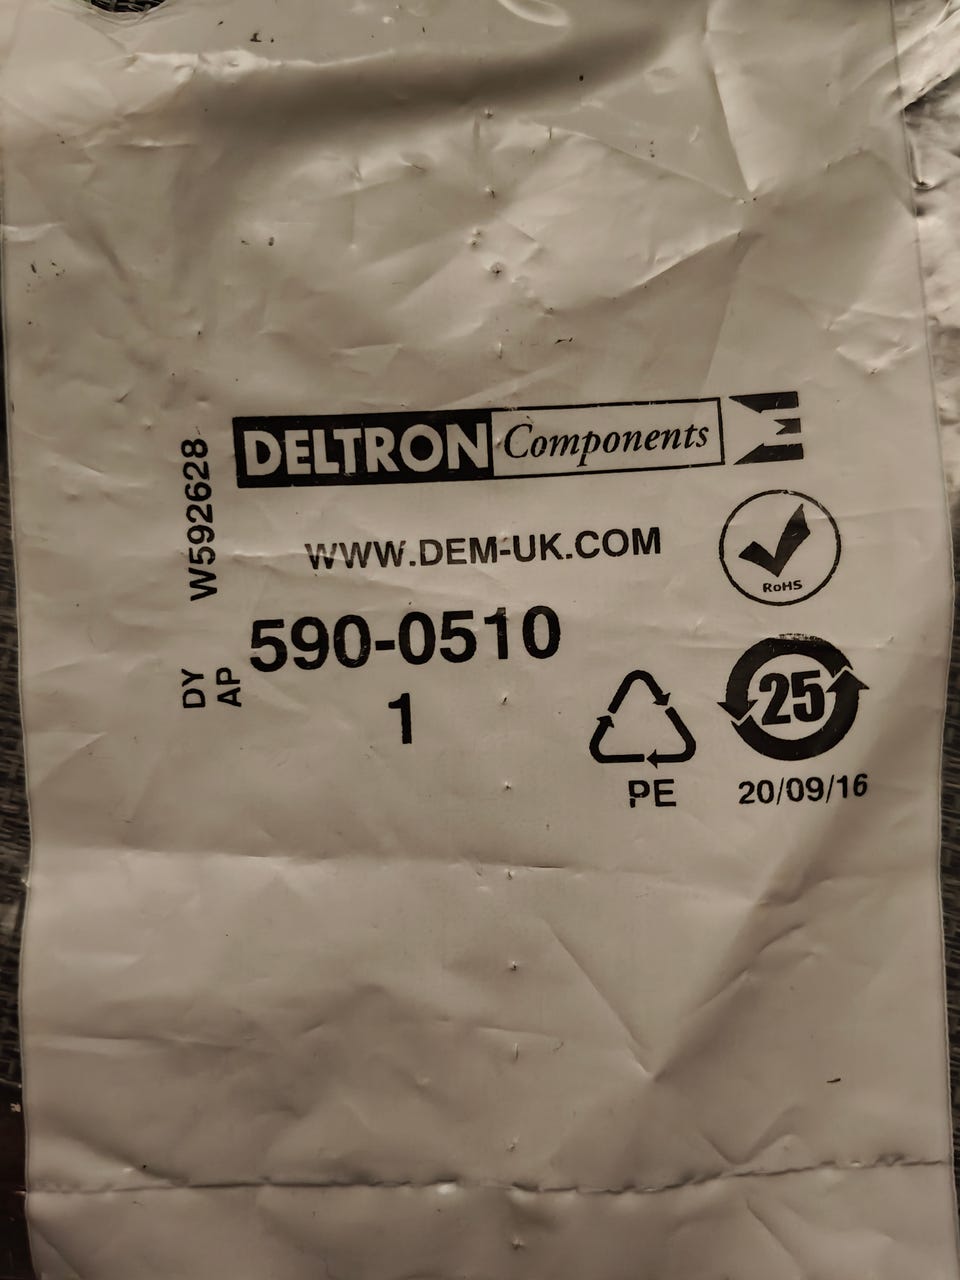 DELTRON Components
WWW.DEM-UK.COM
RoHS
W592628
590-0510
DY
AP
1
25
PE
20/09/16